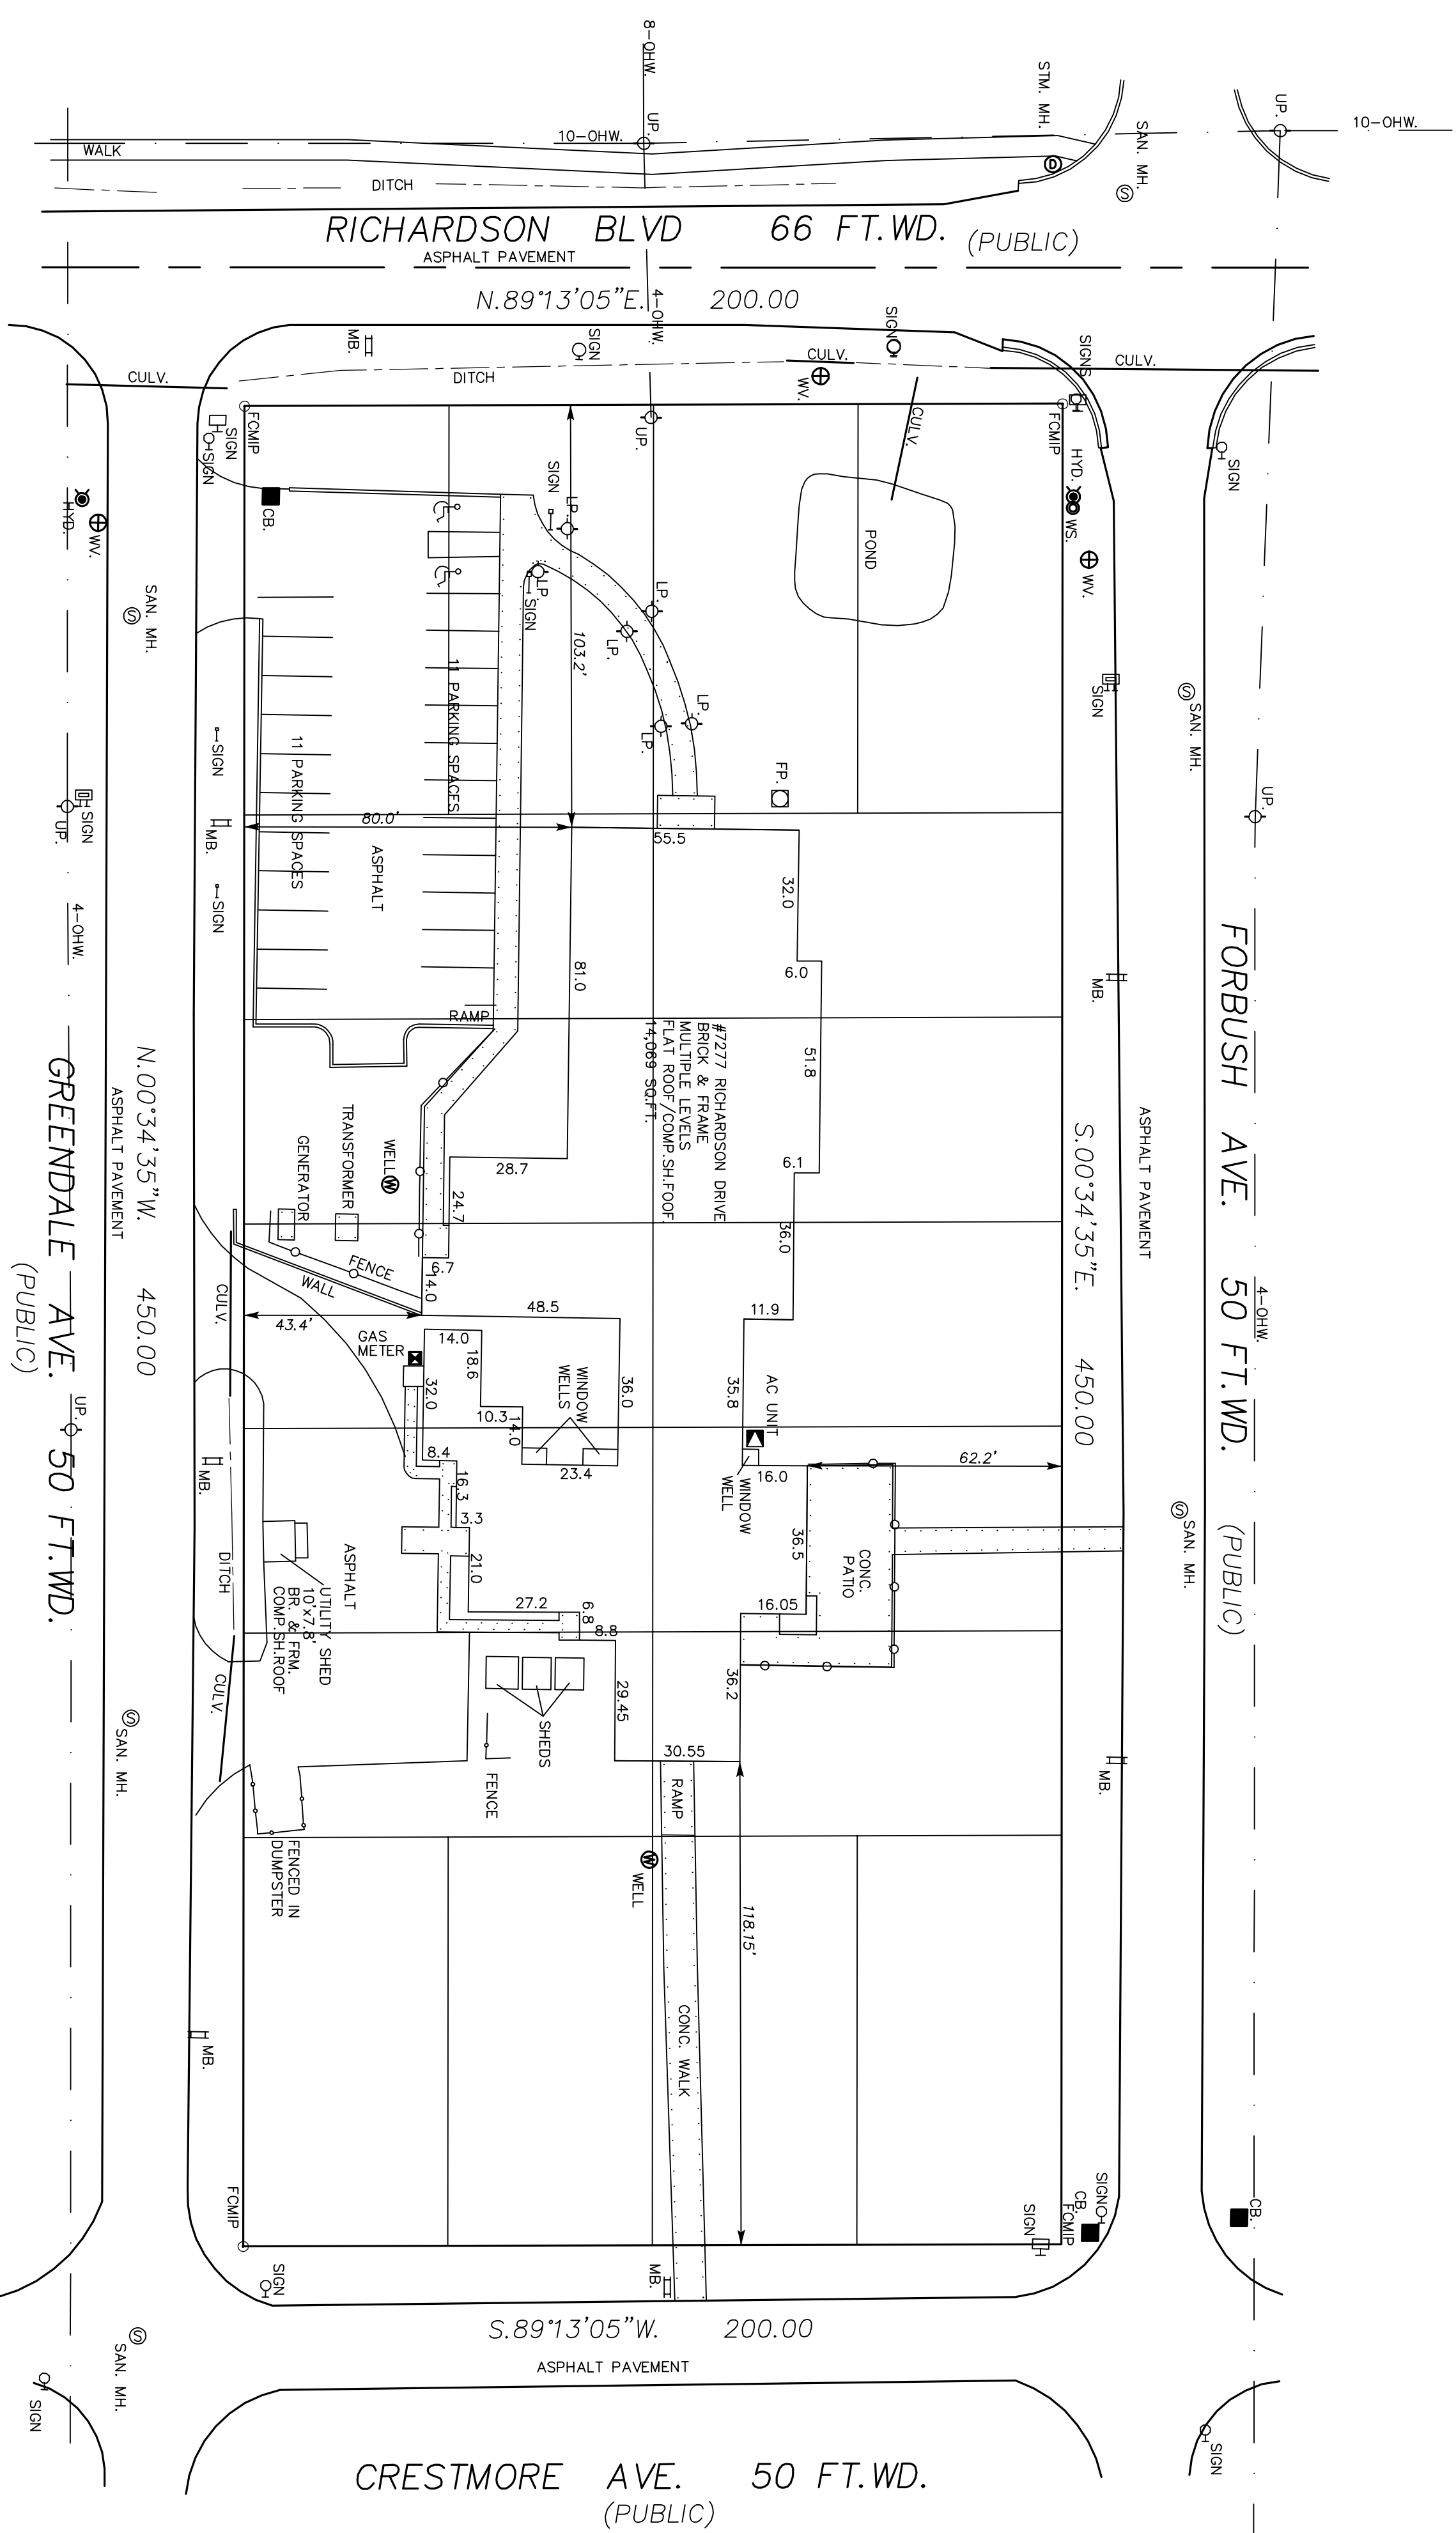 8-OHW.
UP.
10-OHW.
WALK
DITCH
STM. MH.
SAN. MH.
UP.
10-OHW.
RICHARDSON BLVD 66 FT.WD. (PUBLIC)
ASPHALT PAVEMENT
N.89°13'05"E. 200.00
4-OHW.
MB.
SIGN
SIGN
SIGNS
CULV.
CULV.
CULV.
DITCH
WV.
CULV.
FCMIP
FCMIP
SIGN
SIGN
UP.
SIGN
CB.
HYD.
WV.
SAN. MH.
SIGN
LP.
LP.
SIGN
LP.
LP.
LP.
LP.
103.2'
POND
HYD.
WS.
WV.
SIGN
SAN. MH.
11 PARKING SPACES
11 PARKING SPACES
SIGN
MB.
SIGN
SIGN
UP.
4-OHW.
FP.
UP.
80.0'
ASPHALT
55.5
32.0
6.0
81.0
51.8
MB.
RAMP
#7277 RICHARDSON DRIVE
BRICK & FRAME
MULTIPLE LEVELS
FLAT ROOF/COMP.SH.FOOF.
14,069 SQ.FT.
FORBUSH AVE. 50 FT.WD. (PUBLIC)
4-OHW.
ASPHALT PAVEMENT
S.00°34'35"E. 450.00
GREENDALE AVE. 50 FT.WD.
(PUBLIC)
UP.
ASPHALT PAVEMENT
N.00°34'35"W. 450.00
GENERATOR
TRANSFORMER
WELL
28.7
24.7
6.7
14.0
6.1
36.0
FENCE
WALL
CULV.
43.4'
48.5
11.9
GAS
METER
14.0
18.6
32.0
WINDOW
WELLS
36.0
35.8
AC UNIT
10.3
14.0
23.4
8.4
16.3
3.3
16.0
WINDOW
WELL
62.2'
MB.
DITCH
ASPHALT
UTILITY SHED
10'x7.8'
BR. & FRM.
COMP.SH.ROOF
21.0
27.2
6.8
8.8
36.5
CONC.
PATIO
16.05
36.2
SAN. MH.
CULV.
SHEDS
29.45
30.55
FENCE
RAMP
MB.
SAN. MH.
FENCED IN
DUMPSTER
WELL
118.15'
CONC. WALK
MB.
FCMIP
SIGN
MB.
SIGN
SIGN
CB.
FCMIP
CB.
S.89°13'05"W. 200.00
ASPHALT PAVEMENT
SAN. MH.
SIGN
SIGN
CRESTMORE AVE. 50 FT.WD.
(PUBLIC)